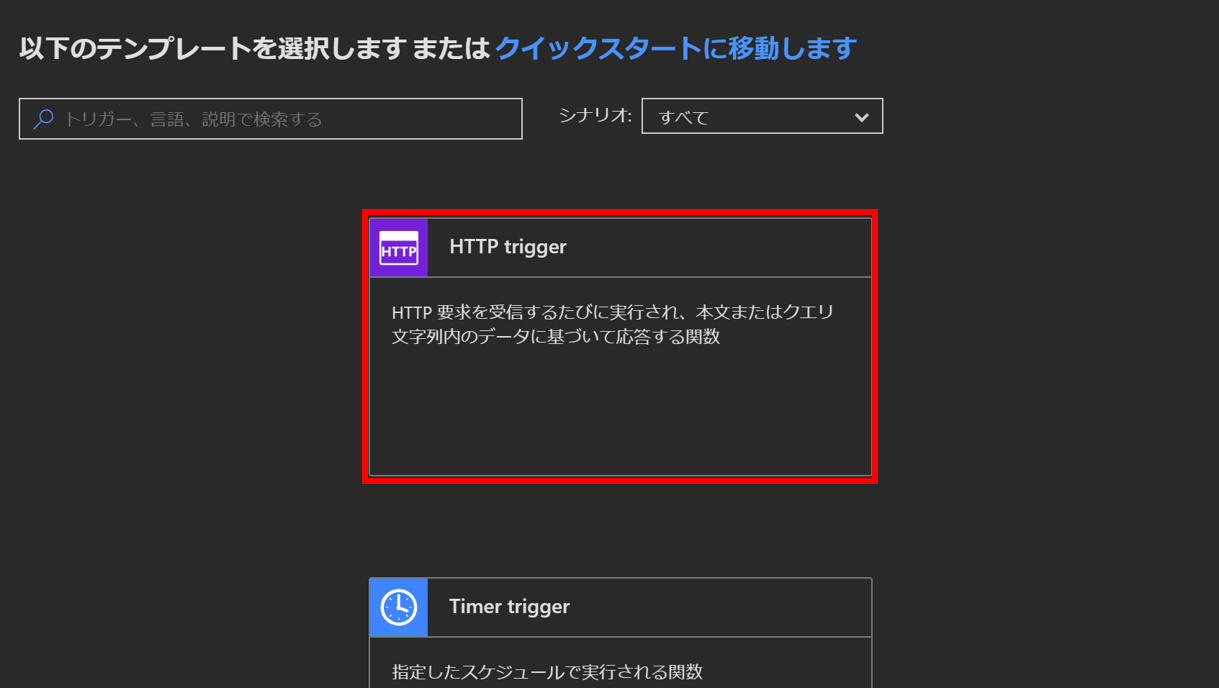 以下のテンプレートを選択します または クイックスタートに移動します
トリガー、言語、説明で検索する
シナリオ: すべて
HTTP
HTTP trigger
HTTP 要求を受信するたびに実行され、本文またはクエリ
文字列内のデータに基づいて応答する関数
Timer trigger
指定したスケジュールで実行される関数